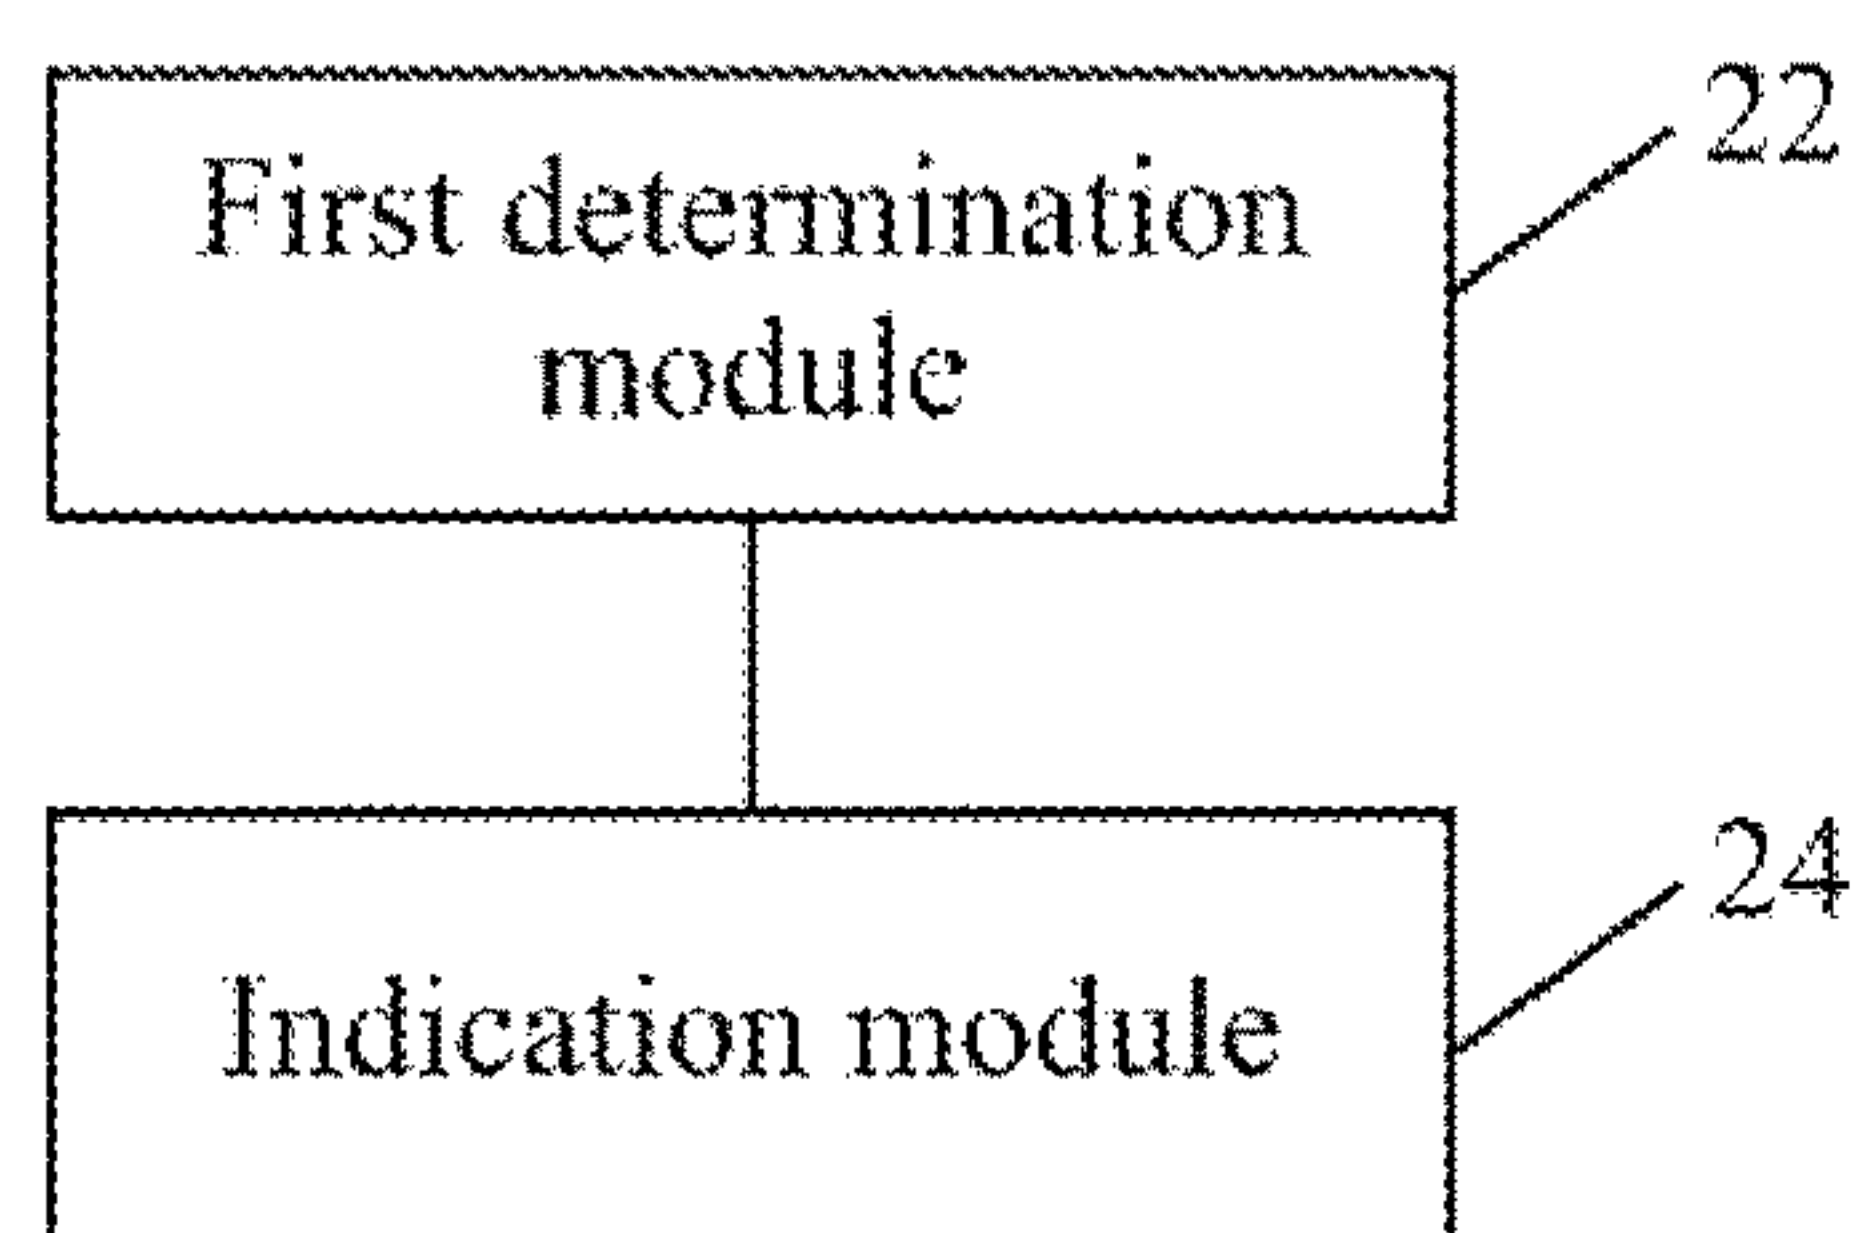 22
First determination
module
24
Indication module